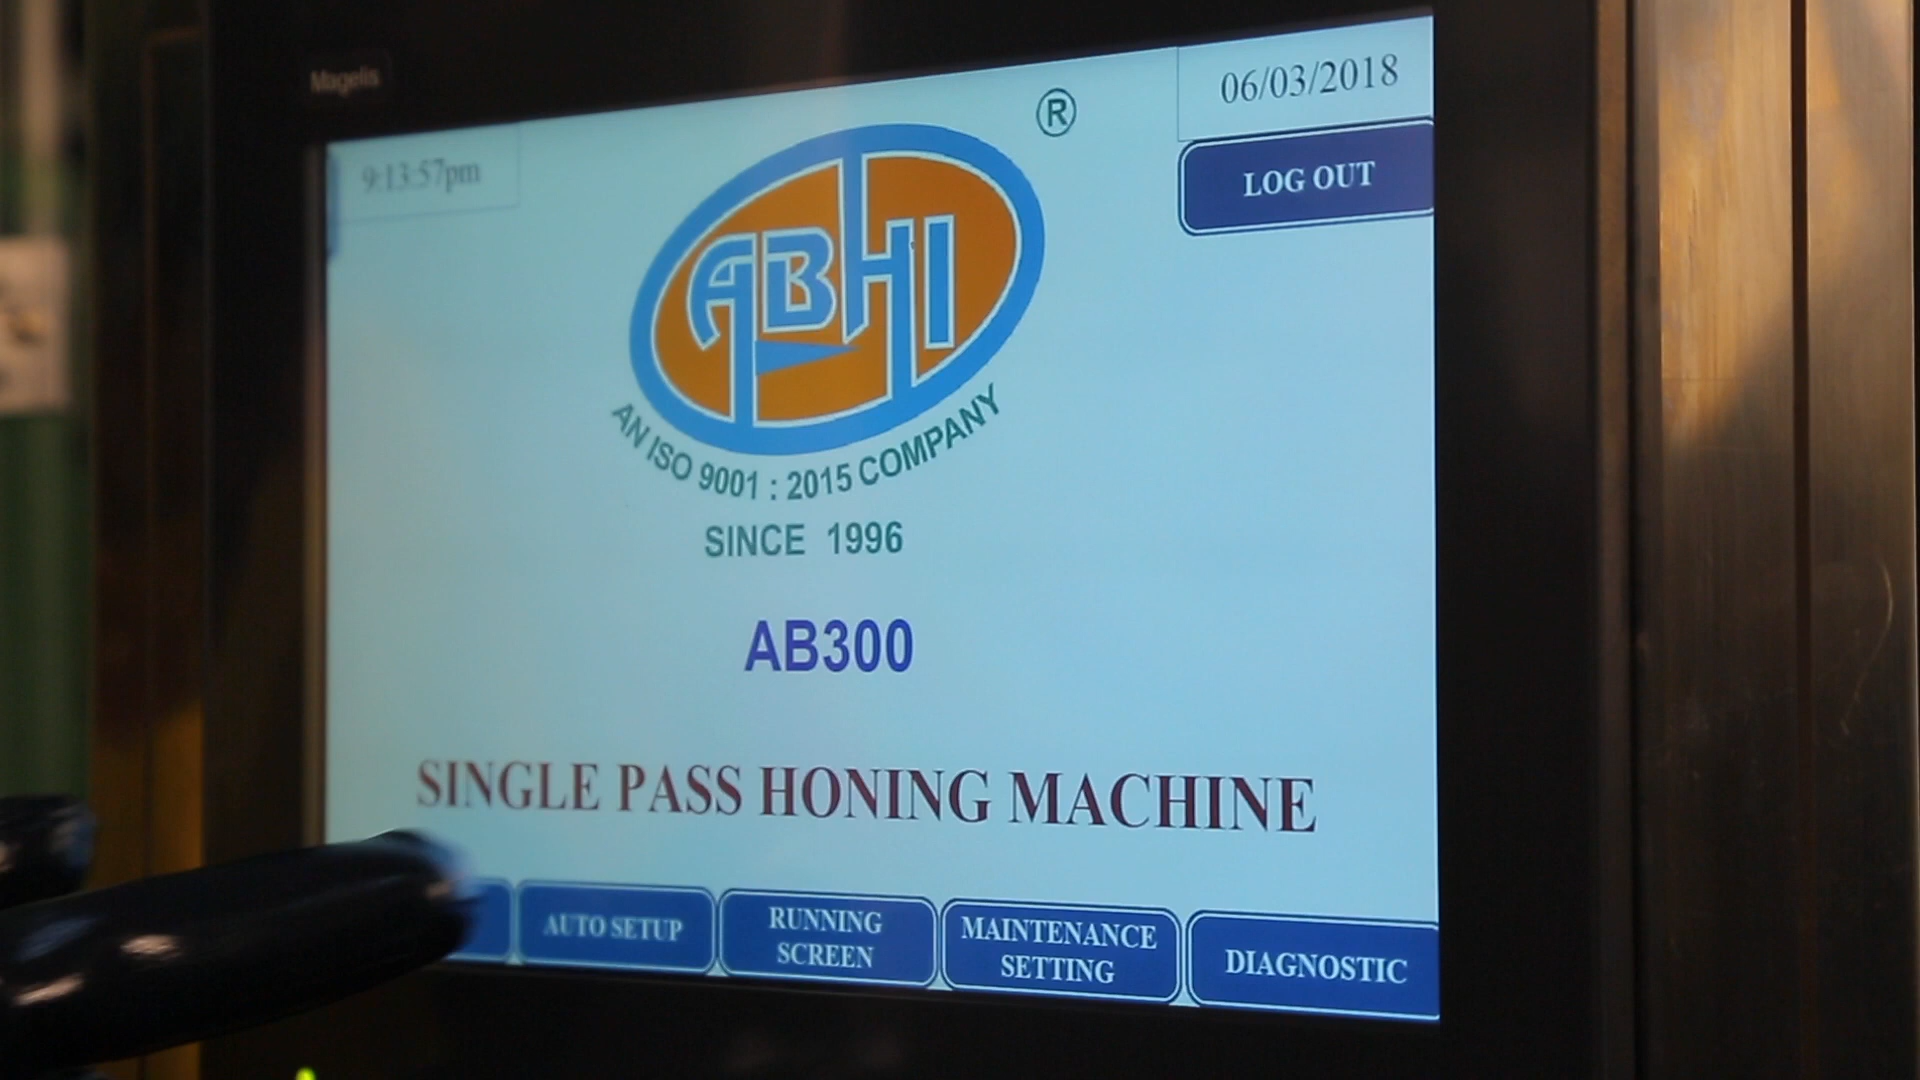 Magelis
06/03/2018
9:13:57pm
®
LOG OUT
ABHI
AN ISO 9001 : 2015 COMPANY
SINCE 1996
AB300
SINGLE PASS HONING MACHINE
AUTO SETUP
RUNNING
SCREEN
MAINTENANCE
SETTING
DIAGNOSTIC